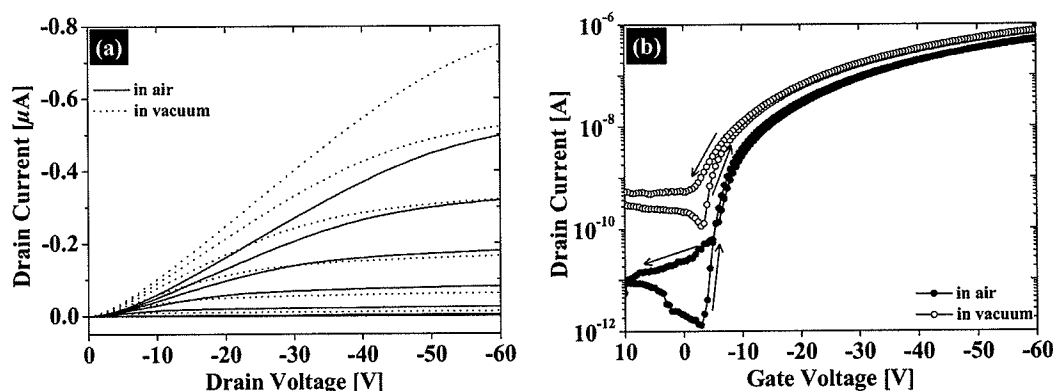 (a)
in air
in vacuum
-0.8
-0.6
-0.4
-0.2
0.0
Drain Current [μA]
0
-10
-20
-30
-40
-50
-60
Drain Voltage [V]
(b)
10⁻⁶
10⁻⁸
10⁻¹⁰
10⁻¹²
Drain Current [A]
in air
in vacuum
10
0
-10
-20
-30
-40
-50
-60
Gate Voltage [V]